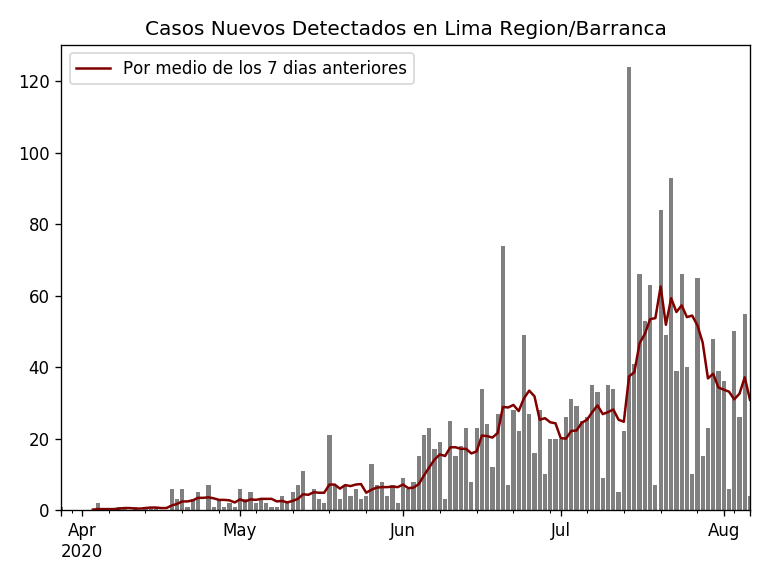 Casos Nuevos Detectados en Lima Region/Barranca
Por medio de los 7 dias anteriores
120
100
80
60
40
20
0
Apr May Jun Jul Aug
2020